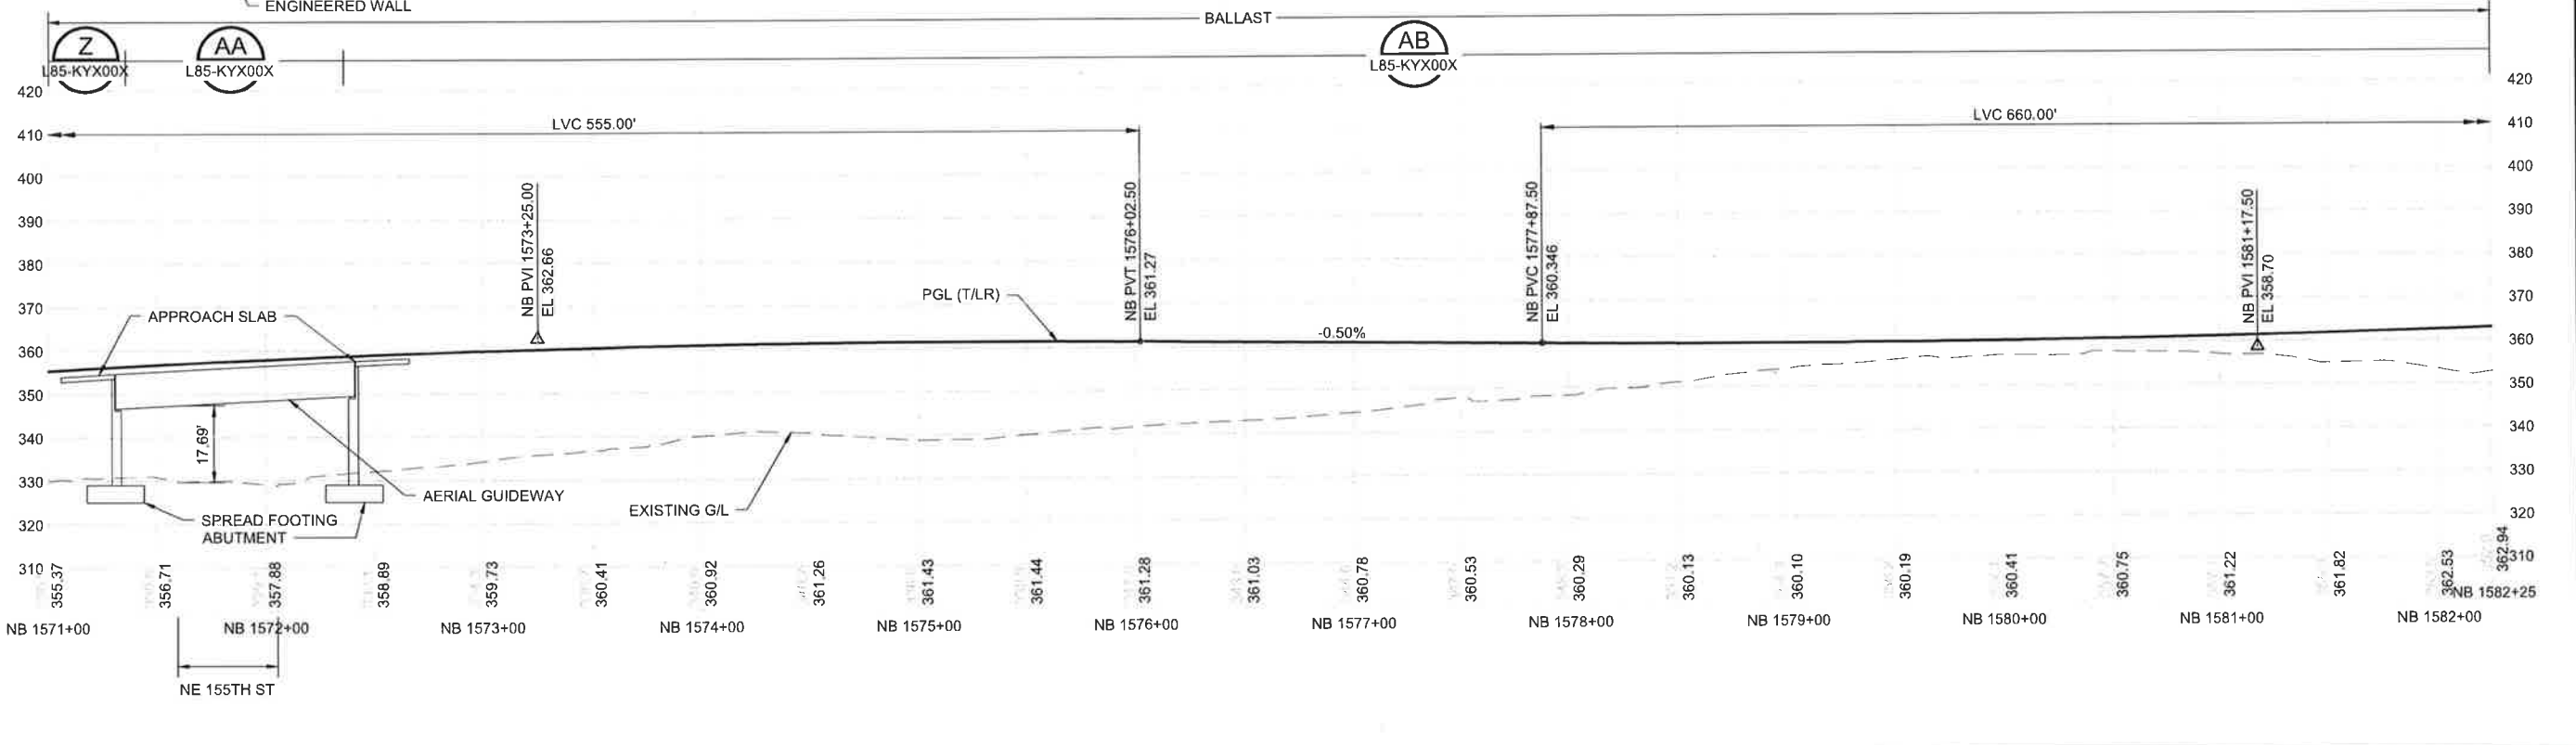 ENGINEERED WALL
BALLAST
Z
L85-KYX00X
AA
L85-KYX00X
AB
L85-KYX00X
420
410
400
390
380
370
360
350
340
330
320
310
420
410
400
390
380
370
360
350
340
330
320
310
LVC 555.00'
LVC 660.00'
NB PVI 1573+25.00
EL 362.66
NB PVT 1576+02.50
EL 361.27
NB PVC 1577+87.50
EL 360.346
NB PVI 1581+17.50
EL 358.70
APPROACH SLAB
PGL (T/LR)
-0.50%
17.69'
AERIAL GUIDEWAY
EXISTING G/L
SPREAD FOOTING
ABUTMENT
355.37
356.71
357.88
358.89
359.73
360.41
360.92
361.26
361.43
361.44
361.28
361.03
360.78
360.53
360.29
360.13
360.10
360.19
360.41
360.75
361.22
361.82
362.53
362.94
NB 1571+00
NB 1572+00
NB 1573+00
NB 1574+00
NB 1575+00
NB 1576+00
NB 1577+00
NB 1578+00
NB 1579+00
NB 1580+00
NB 1581+00
NB 1582+00
NB 1582+25
NE 155TH ST